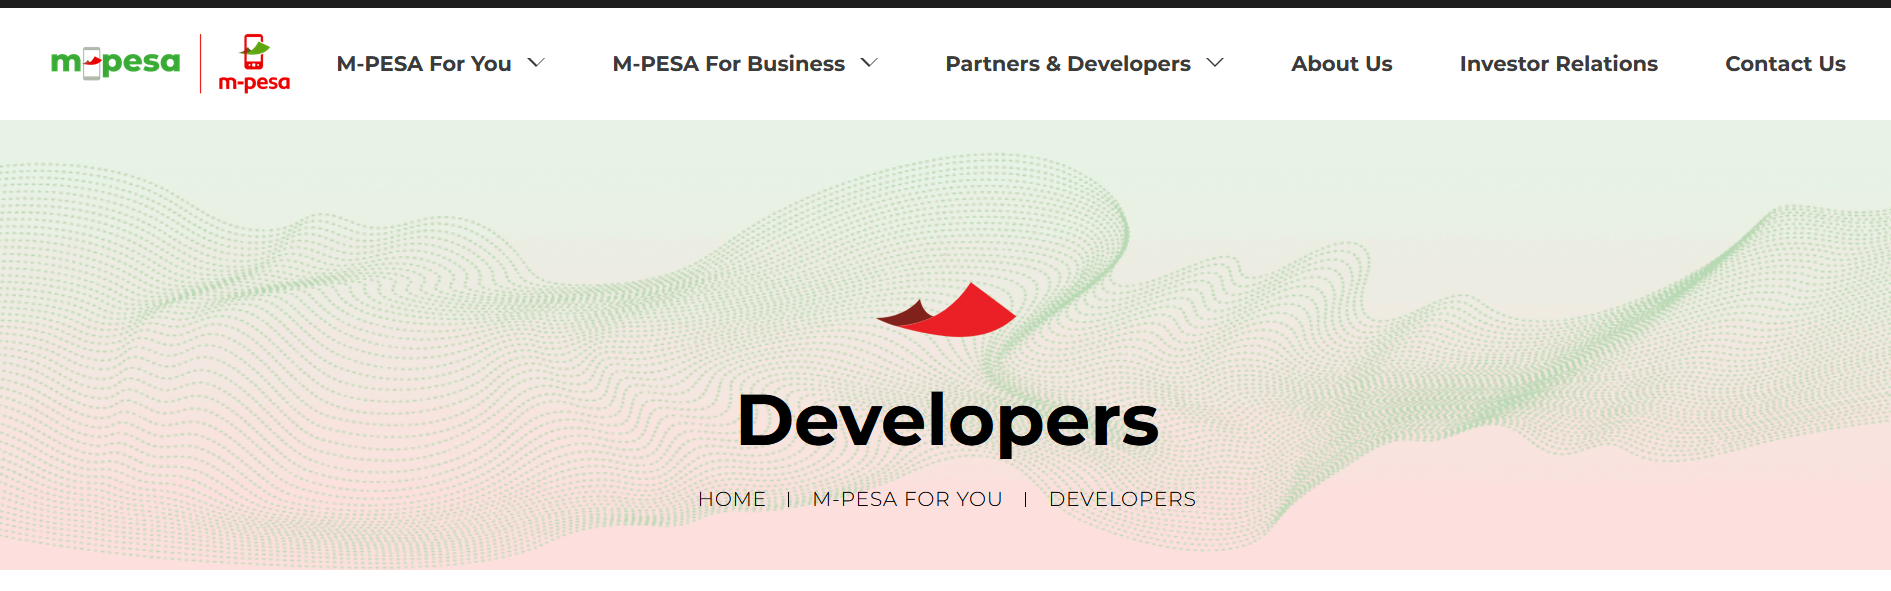 m-pesa
m-pesa
M-PESA For You
M-PESA For Business
Partners & Developers
About Us
Investor Relations
Contact Us
Developers
HOME | M-PESA FOR YOU | DEVELOPERS